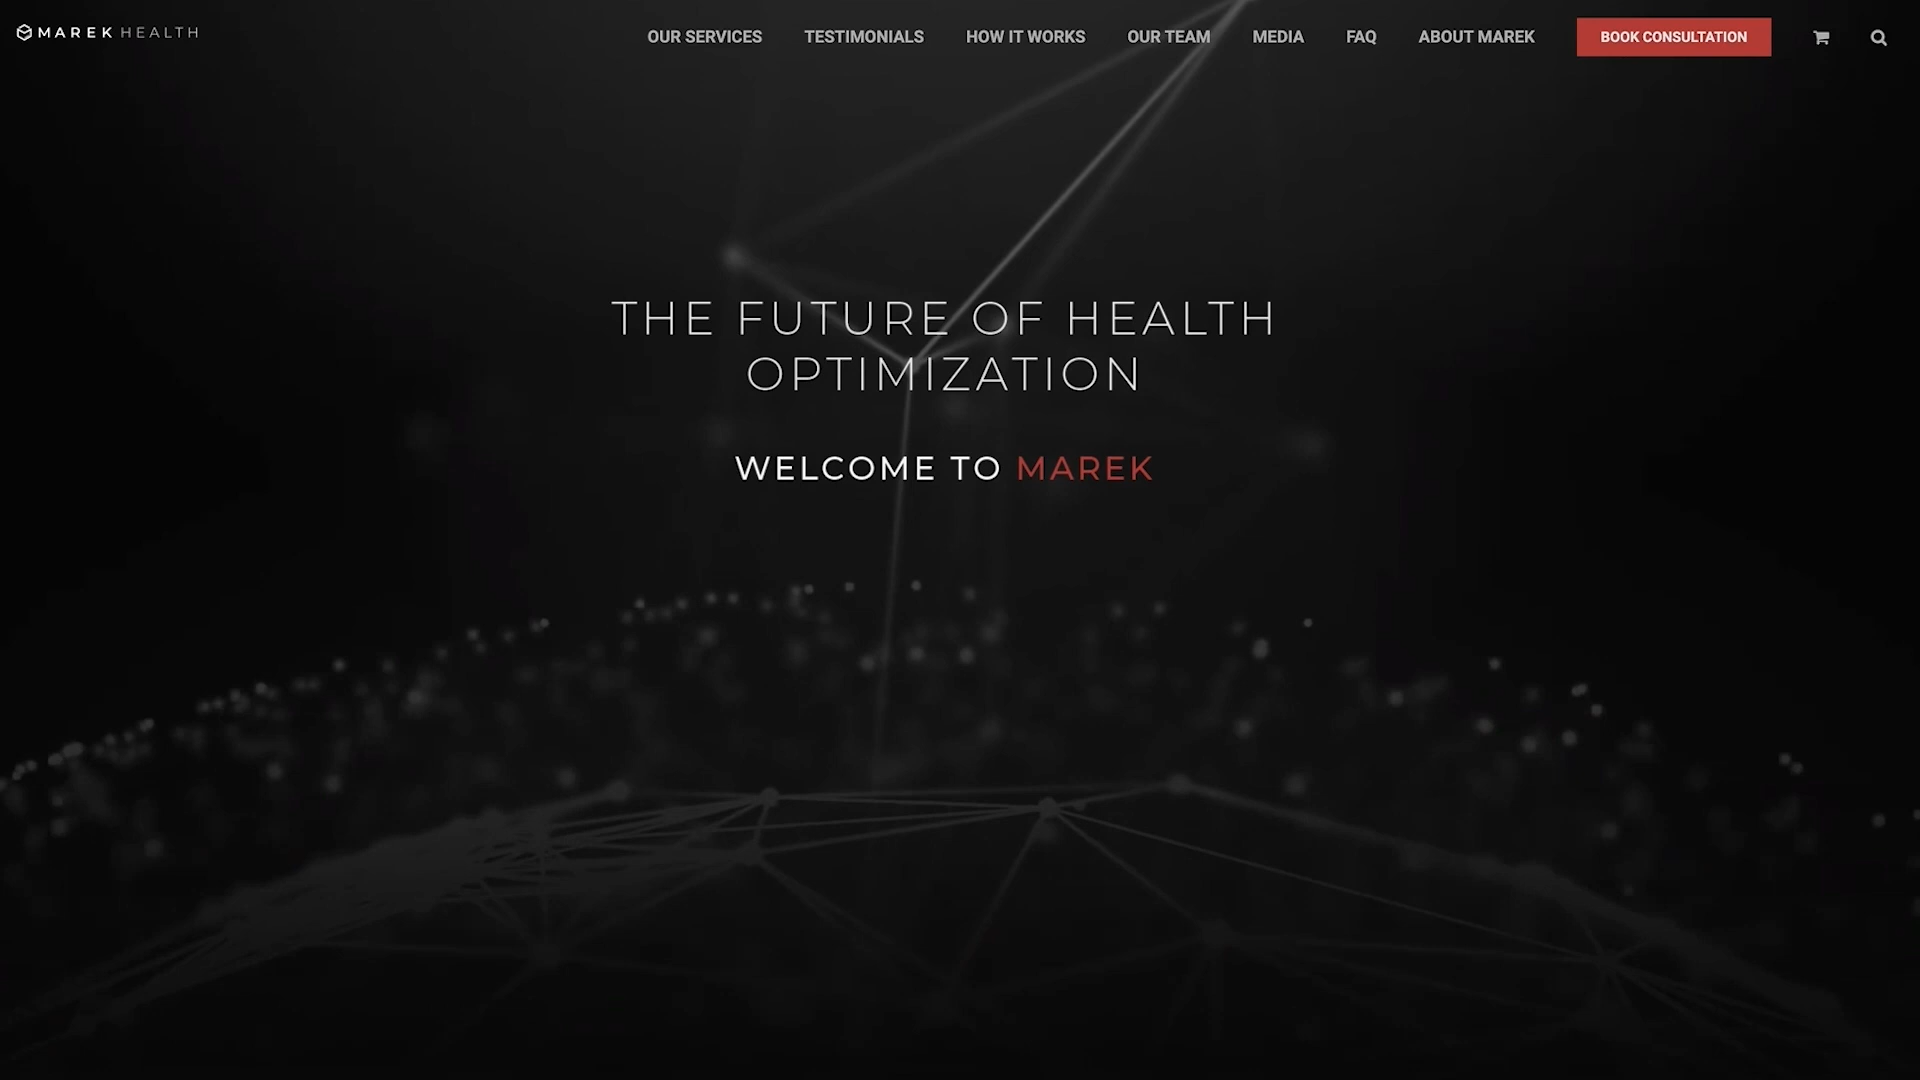 MAREK HEALTH
OUR SERVICES TESTIMONIALS HOW IT WORKS OUR TEAM MEDIA FAQ ABOUT MAREK BOOK CONSULTATION
THE FUTURE OF HEALTH
OPTIMIZATION
WELCOME TO MAREK